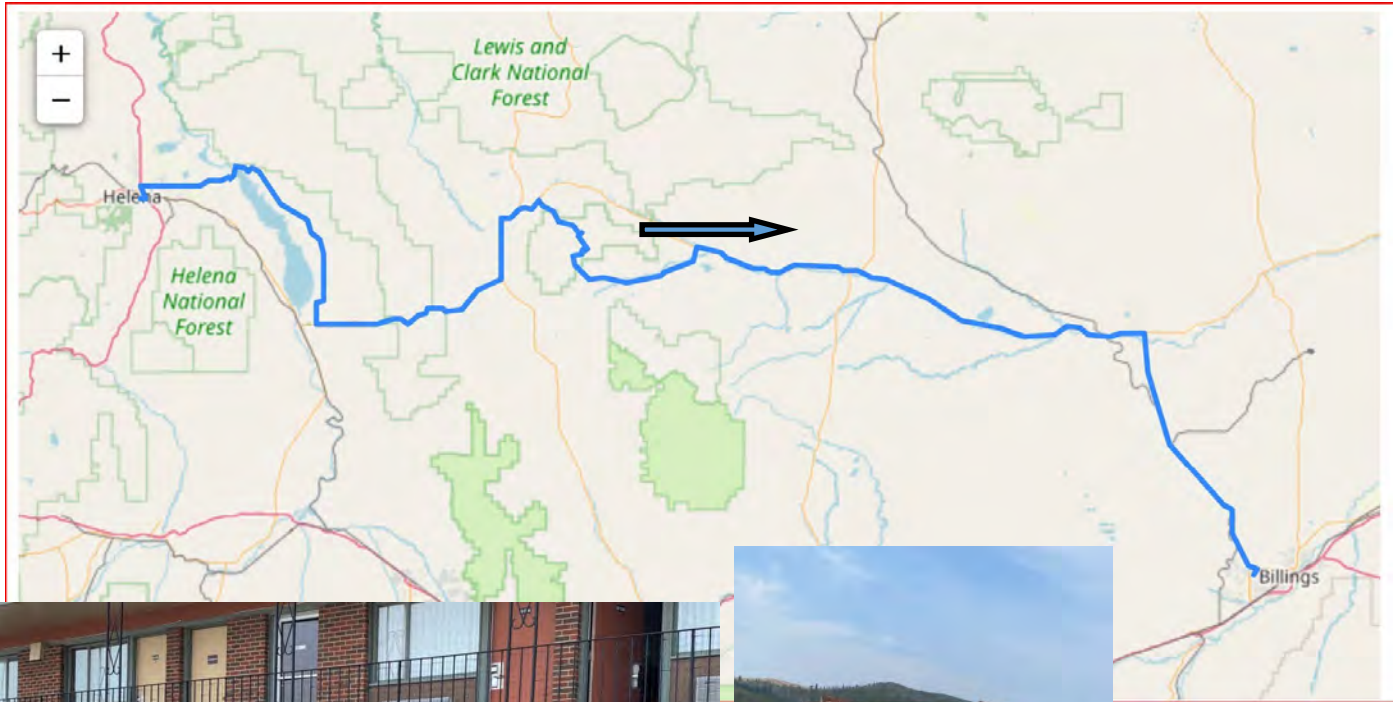 +
−
Lewis and
Clark National
Forest
Helena
Helena
National
Forest
Billings